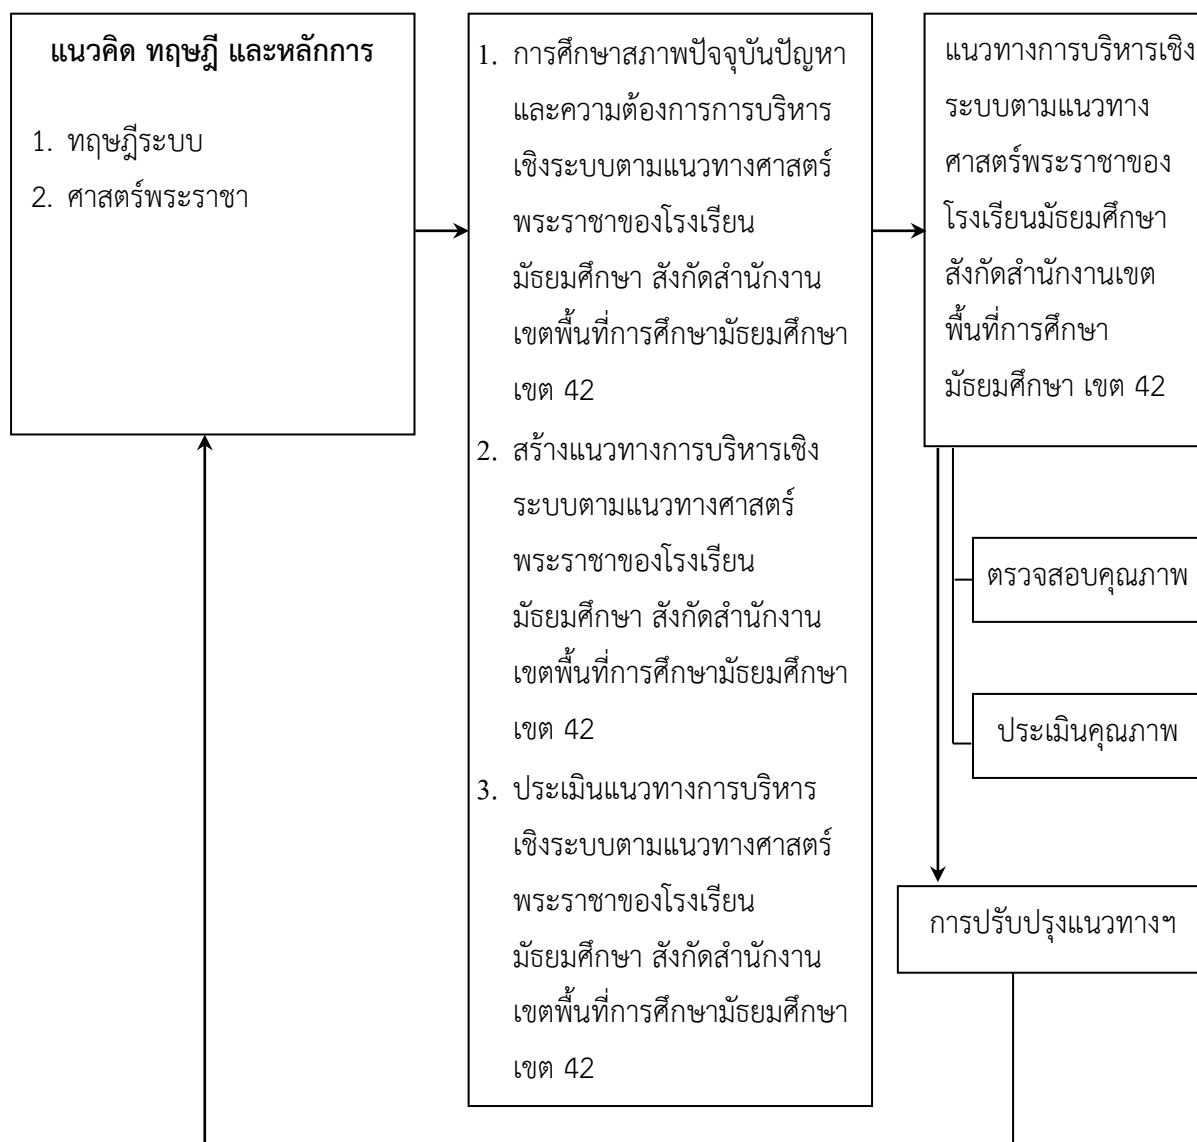 แนวคิด ทฤษฎี และหลักการ
1. ทฤษฎีระบบ
2. ศาสตร์พระราชา
1. การศึกษาสภาพปัจจุบันปัญหา
และความต้องการการบริหาร
เชิงระบบตามแนวทางศาสตร์
พระราชาของโรงเรียน
มัธยมศึกษา สังกัดสำนักงาน
เขตพื้นที่การศึกษามัธยมศึกษา
เขต 42
2. สร้างแนวทางการบริหารเชิง
ระบบตามแนวทางศาสตร์
พระราชาของโรงเรียน
มัธยมศึกษา สังกัดสำนักงาน
เขตพื้นที่การศึกษามัธยมศึกษา
เขต 42
3. ประเมินแนวทางการบริหาร
เชิงระบบตามแนวทางศาสตร์
พระราชาของโรงเรียน
มัธยมศึกษา สังกัดสำนักงาน
เขตพื้นที่การศึกษามัธยมศึกษา
เขต 42
แนวทางการบริหารเชิง
ระบบตามแนวทาง
ศาสตร์พระราชาของ
โรงเรียนมัธยมศึกษา
สังกัดสำนักงานเขต
พื้นที่การศึกษา
มัธยมศึกษา เขต 42
ตรวจสอบคุณภาพ
ประเมินคุณภาพ
การปรับปรุงแนวทางฯ